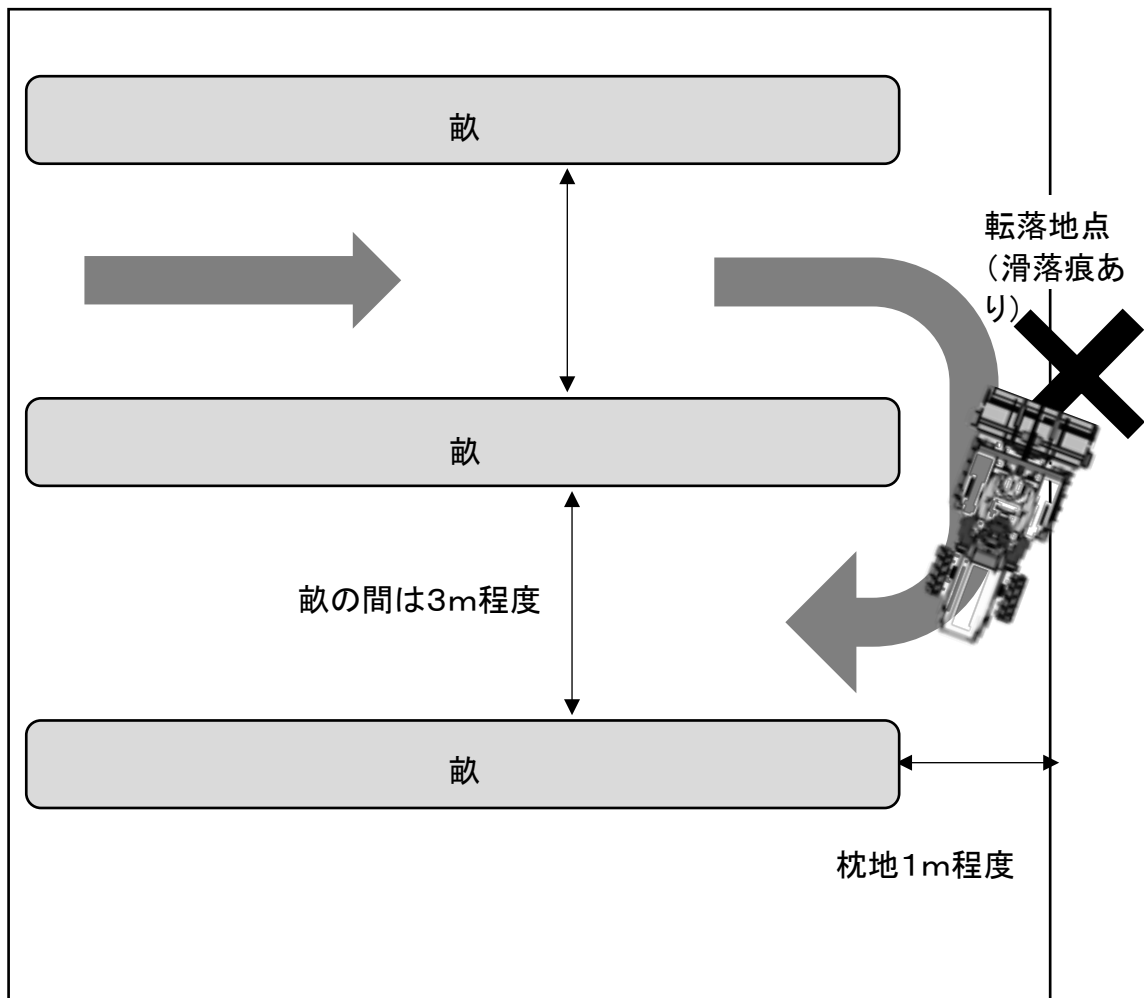 畝
転落地点
（滑落痕あ
り）
畝
畝の間は3ｍ程度
畝
枕地1ｍ程度